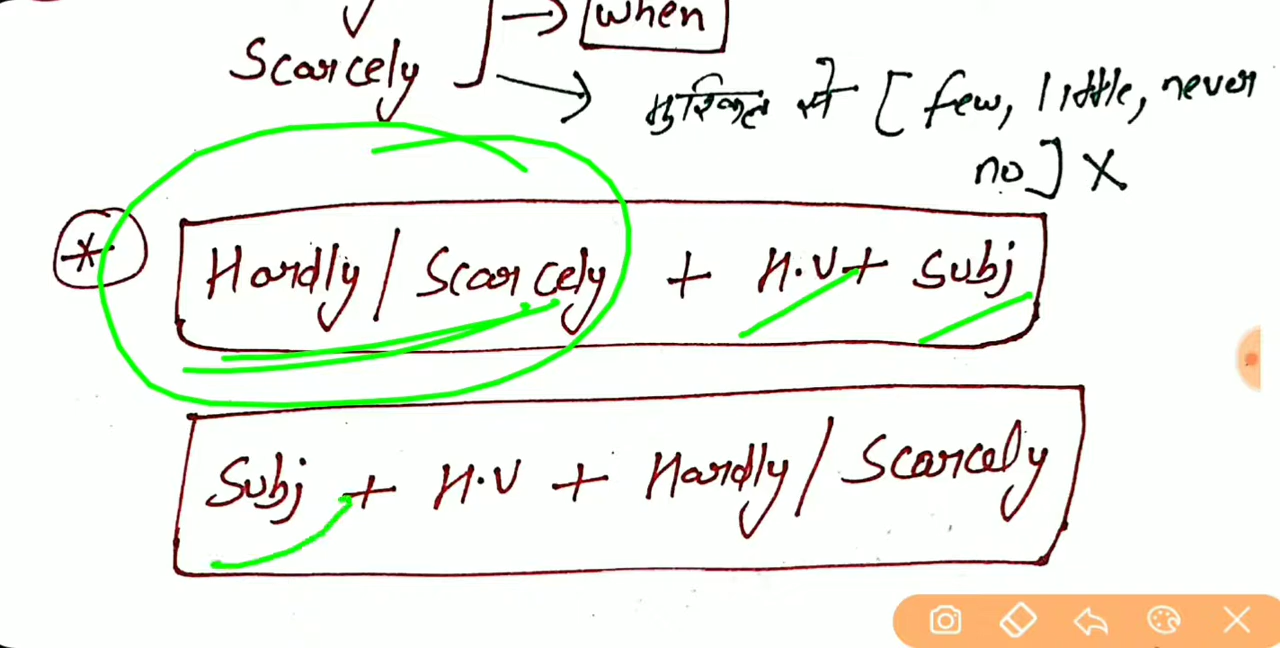 when
Scarcely
मुश्किल से [few, little, never
no] X
* Hardly / Scarcely + H.V + Subj
Subj + H.V + Hardly / Scarcely